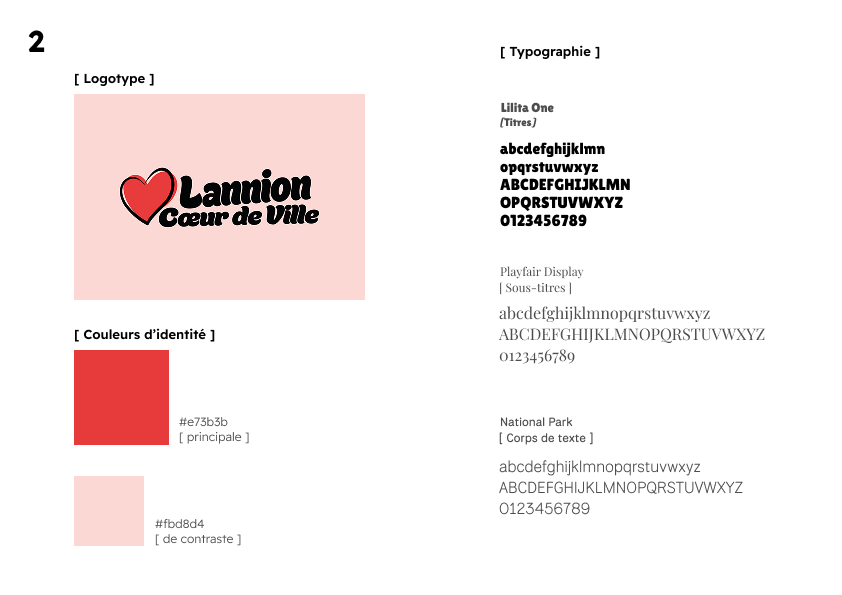 2
[ Logotype ]
Lannion
Cœur de Ville
[ Couleurs d'identité ]
#e73b3b
[ principale ]
#fbd8d4
[ de contraste ]
[ Typographie ]
Lilita One
[Titres]
abcdefghijklmn
opqrstuvwxyz
ABCDEFGHIJKLMN
OPQRSTUVWXYZ
0123456789
Playfair Display
[ Sous-titres ]
abcdefghijklmnopqrstuvwxyz
ABCDEFGHIJKLMNOPQRSTUVWXYZ
0123456789
National Park
[ Corps de texte ]
abcdefghijklmnopqrstuvwxyz
ABCDEFGHIJKLMNOPQRSTUVWXYZ
0123456789